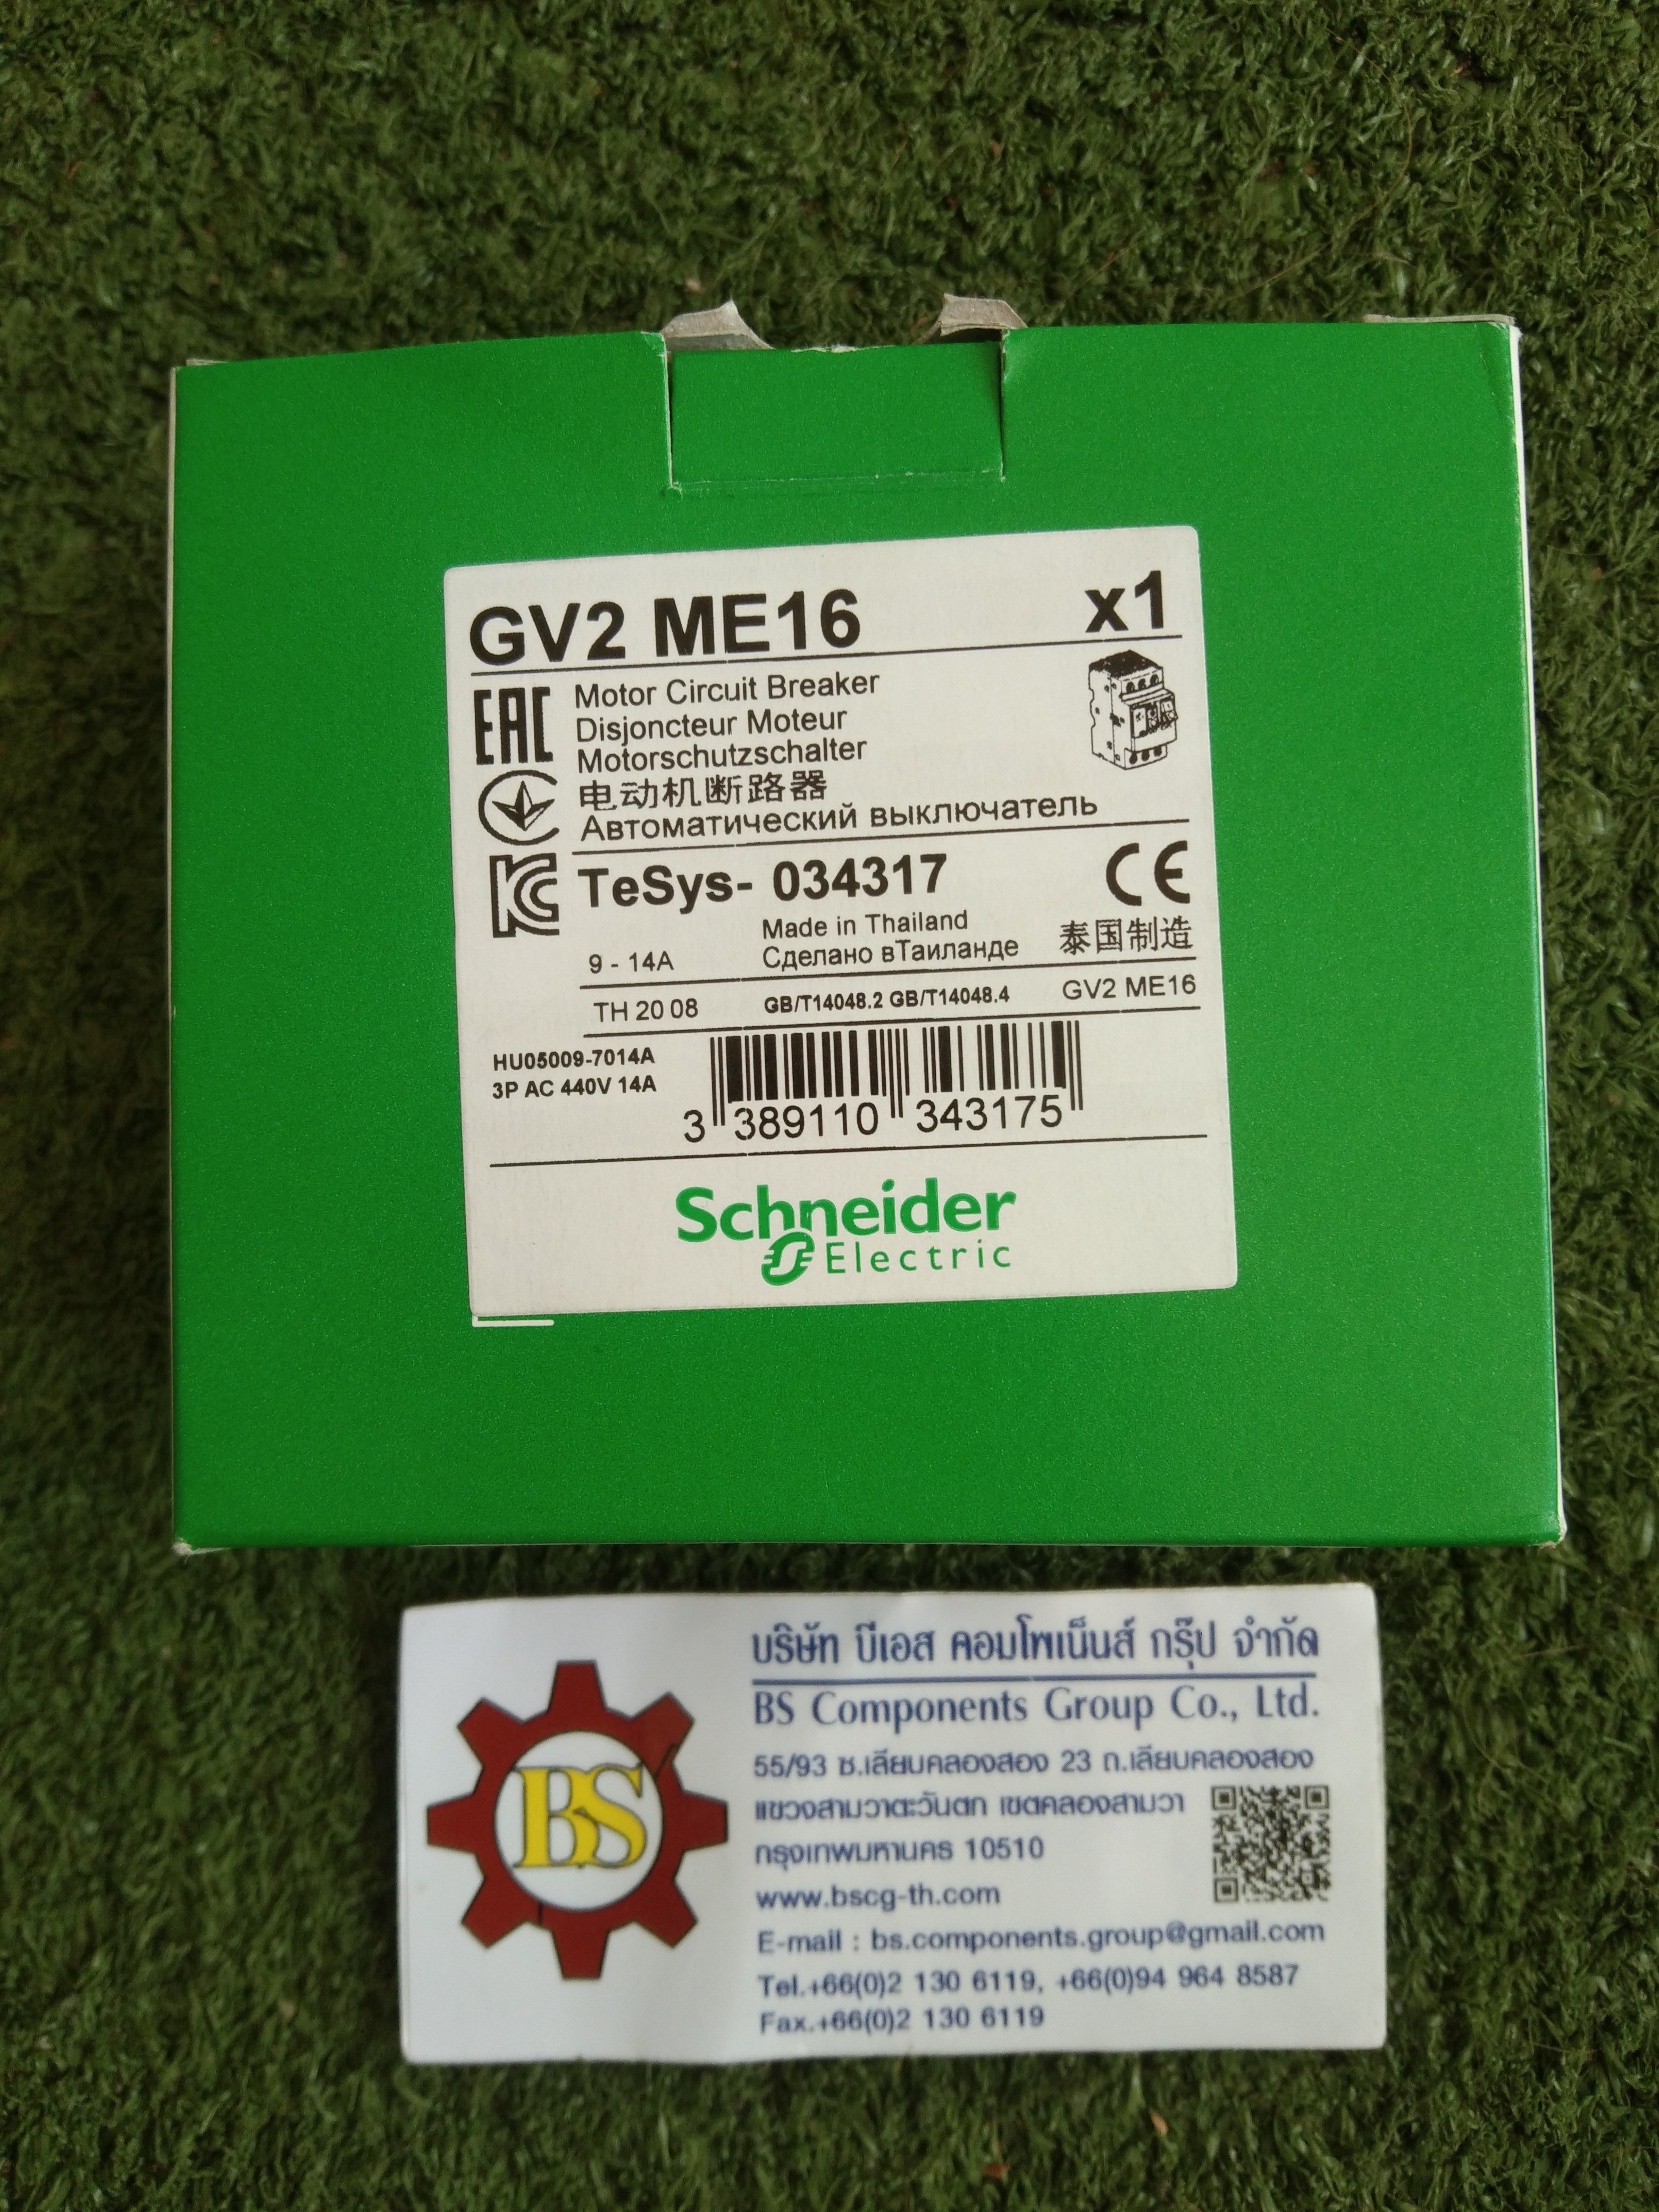 GV2 ME16 x1
EAC
Motor Circuit Breaker
Disjoncteur Moteur
Motorschutzschalter
电动机断路器
Автоматический выключатель
TeSys- 034317 CE
Made in Thailand
9 - 14A Сделано вТаиланде 泰国制造
TH 20 08 GB/T14048.2 GB/T14048.4 GV2 ME16
HU05009-7014A
3P AC 440V 14A
3 389110 343175
Schneider
Electric
BS
บริษัท บีเอส คอมโพเน็นส์ กรุ๊ป จำกัด
BS Components Group Co., Ltd.
55/93 ซ.เลียบคลองสอง 23 ถ.เลียบคลองสอง
แขวงสามวาตะวันตก เขตคลองสามวา
กรุงเทพมหานคร 10510
www.bscg-th.com
E-mail : bs.components.group@gmail.com
Tel.+66(0)2 130 6119, +66(0)94 964 8587
Fax.+66(0)2 130 6119